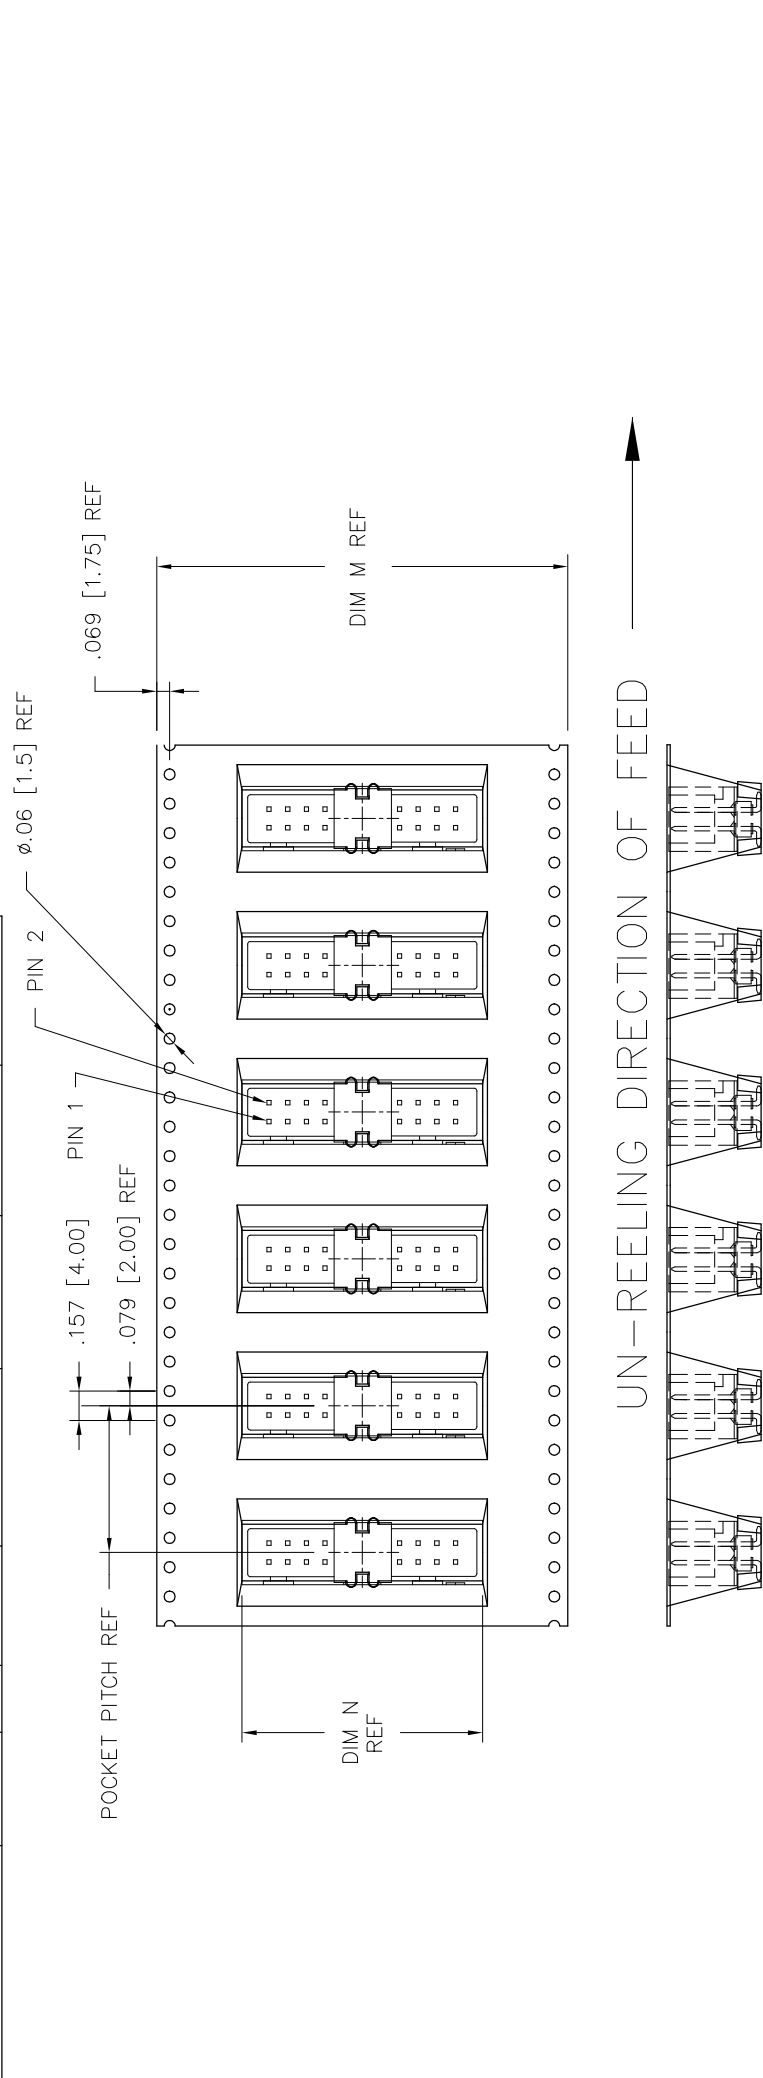 POCKET PITCH REF
.157 [4.00]
.079 [2.00] REF
PIN 1
PIN 2
ø.06 [1.5] REF
.069 [1.75] REF
DIM M REF
DIM N
REF
UN-REELING DIRECTION OF FEED